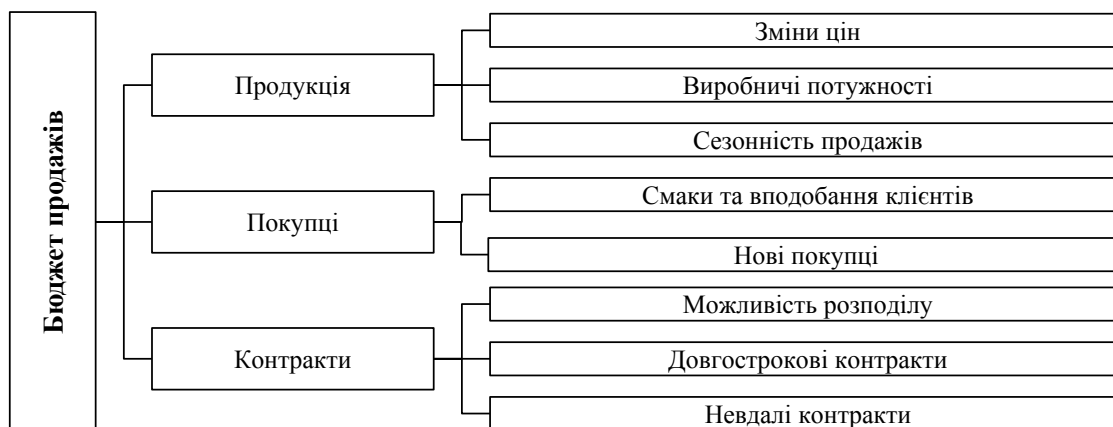 Бюджет продажів
Продукція
Зміни цін
Виробничі потужності
Сезонність продажів
Покупці
Смаки та вподобання клієнтів
Нові покупці
Контракти
Можливість розподілу
Довгострокові контракти
Невдалі контракти